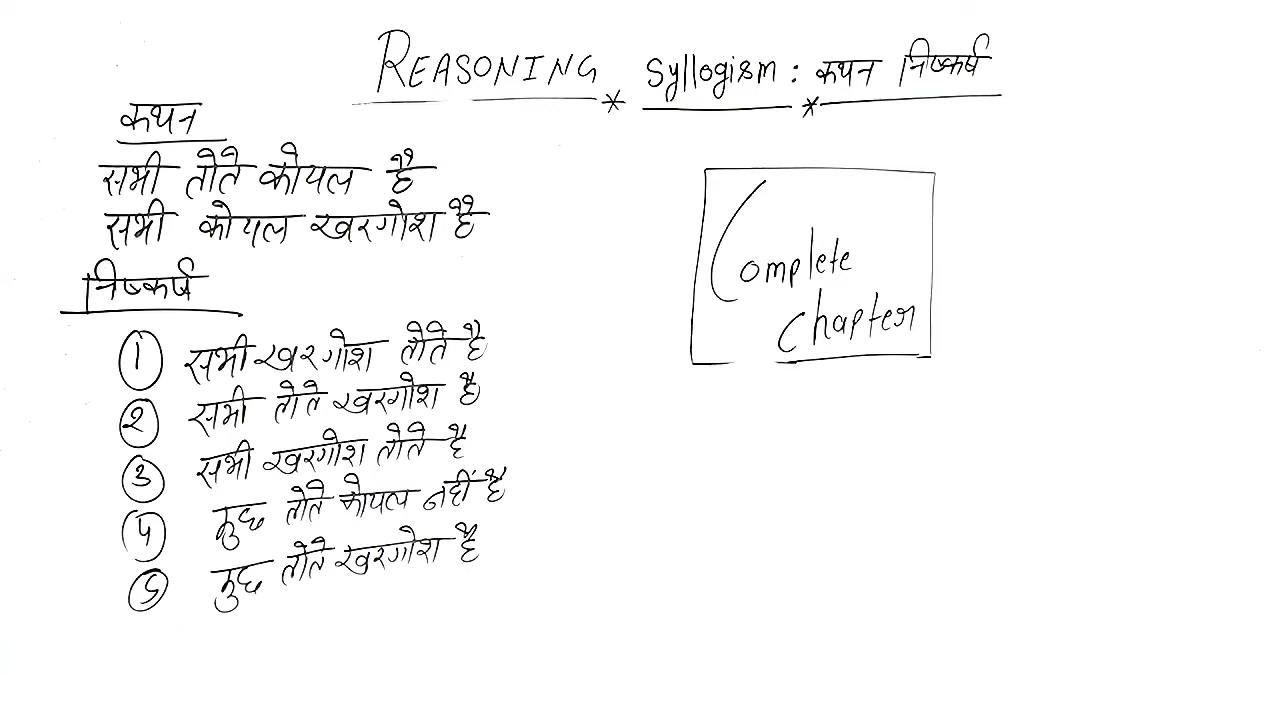 REASONING * Syllogism : कथन निष्कर्ष
कथन
सभी तोते कोयल है
सभी कोयल खरगोश है
निष्कर्ष
1 सभी खरगोश तोते है
2 सभी तोते खरगोश है
3 सभी खरगोश तोते है
4 कुछ तोते कोयल नहीं है
5 कुछ तोते खरगोश है
Complete
chapter